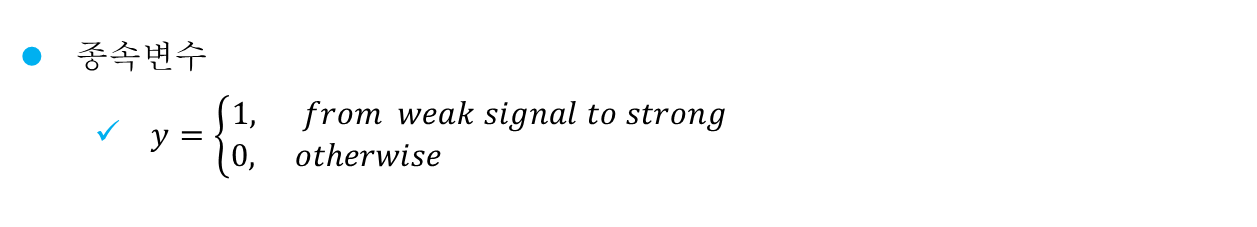 종속변수
y = { 1, from weak signal to strong
0, otherwise